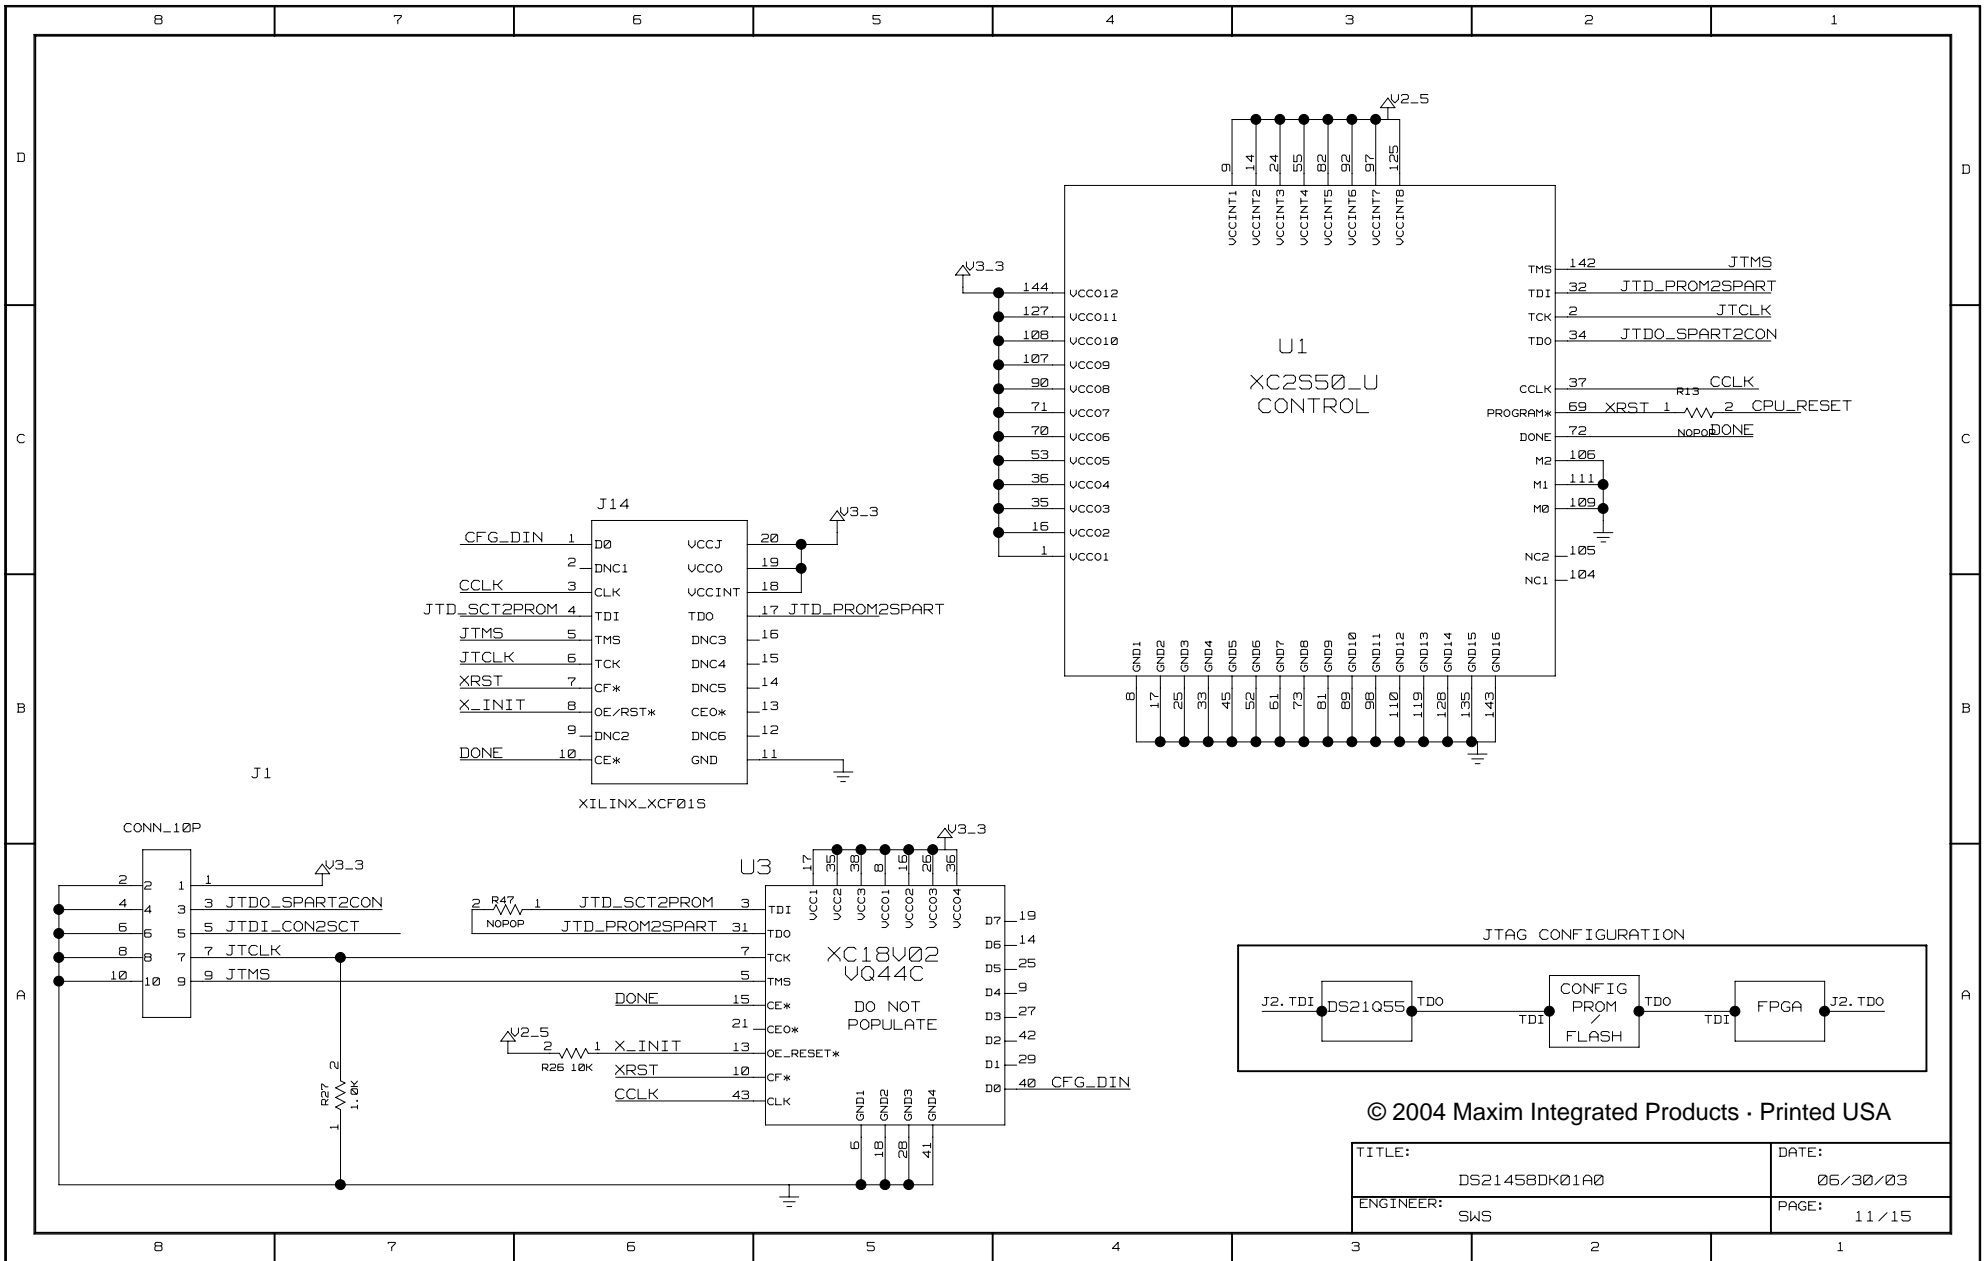 8 7 6 5 4 3 2 1
D
C
B
A
D
C
B
A
V2_5
9 14 24 55 82 92 97 125
VCCINT1 VCCINT2 VCCINT3 VCCINT4 VCCINT5 VCCINT6 VCCINT7 VCCINT8
V3_3
144 VCCO12
127 VCCO11
108 VCCO10
107 VCCO9
90 VCCO8
71 VCCO7
70 VCCO6
53 VCCO5
36 VCCO4
35 VCCO3
16 VCCO2
1 VCCO1
U1
XC2S50_U
CONTROL
TMS 142 JTMS
TDI 32 JTD_PROM2SPART
TCK 2 JTCLK
TDO 34 JTDO_SPART2CON
CCLK 37 CCLK
R13
PROGRAM* 69 XRST 1 2 CPU_RESET
NOPOP
DONE 72 DONE
M2 106
M1 111
M0 109
NC2 105
NC1 104
GND1 GND2 GND3 GND4 GND5 GND6 GND7 GND8 GND9 GND10 GND11 GND12 GND13 GND14 GND15 GND16
8 17 25 33 45 52 61 73 81 89 98 110 119 128 135 143
J14
V3_3
CFG_DIN 1 D0 VCCJ 20
2 DNC1 VCCO 19
CCLK 3 CLK VCCINT 18
JTD_SCT2PROM 4 TDI TDO 17 JTD_PROM2SPART
JTMS 5 TMS DNC3 16
JTCLK 6 TCK DNC4 15
XRST 7 CF* DNC5 14
X_INIT 8 OE/RST* CEO* 13
9 DNC2 DNC6 12
DONE 10 CE* GND 11
XILINX_XCF01S
J1
CONN_10P
V3_3
2 2 1 1
4 4 3 3 JTDO_SPART2CON
6 6 5 5 JTDI_CON2SCT
8 8 7 7 JTCLK
10 10 9 9 JTMS
R27 1.0K
2
1
U3
V3_3
17 35 38 8 16 26 36
VCC1 VCC2 VCC3 VCCO1 VCCO2 VCCO3 VCCO4
2 R47 1 JTD_SCT2PROM 3 TDI
NOPOP
JTD_PROM2SPART 31 TDO
7 TCK
5 TMS
DONE 15 CE*
21 CEO*
V2_5
2 1 X_INIT 13 OE_RESET*
R26 10K
XRST 10 CF*
CCLK 43 CLK
XC18V02
VQ44C
DO NOT
POPULATE
D7 19
D6 14
D5 25
D4 9
D3 27
D2 42
D1 29
D0 40 CFG_DIN
GND1 GND2 GND3 GND4
6 18 28 41
JTAG CONFIGURATION
J2.TDI DS21Q55 TDO TDI CONFIG PROM / FLASH TDO TDI FPGA J2.TDO
© 2004 Maxim Integrated Products · Printed USA
TITLE:
DS21458DK01A0
DATE:
06/30/03
ENGINEER:
SWS
PAGE:
11/15
8 7 6 5 4 3 2 1